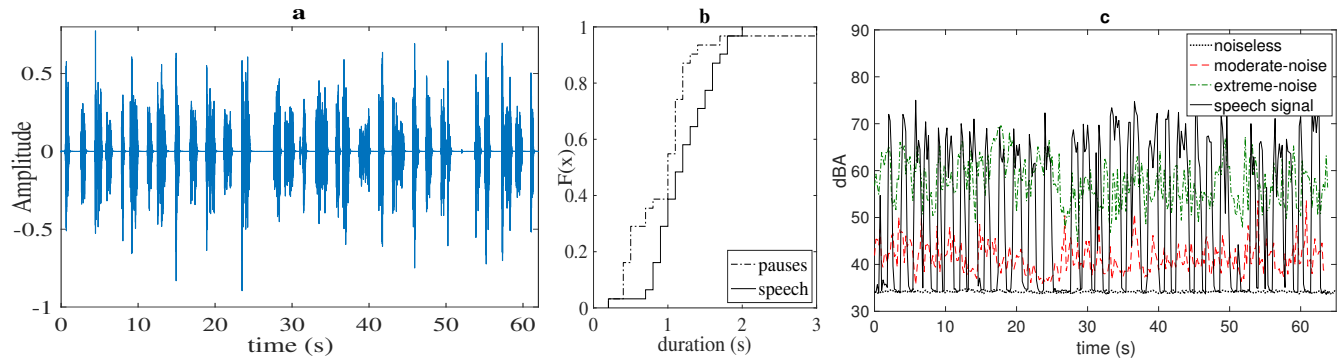 a
Amplitude
0.5
0
-0.5
-1
0
10
20
30
40
50
60
time (s)
b
F(x)
1
0.8
0.6
0.4
0.2
0
0
1
2
3
duration (s)
pauses
speech
c
dBA
90
80
70
60
50
40
30
0
10
20
30
40
50
60
time (s)
noiseless
moderate-noise
extreme-noise
speech signal